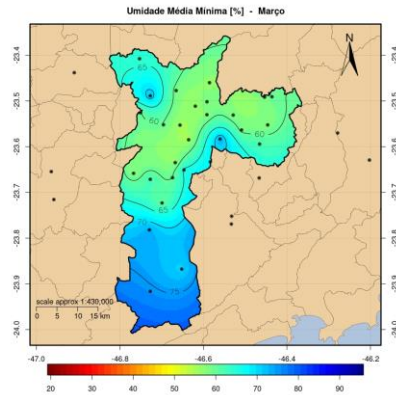 Umidade Média Mínima [%] - Março
N
-23.4
-23.5
-23.6
-23.7
-23.8
-23.9
-24.0
65
60
60
65
70
75
scale approx 1:430,000
0 5 10 15 km
-47.0 -46.8 -46.6 -46.4 -46.2
20 30 40 50 60 70 80 90